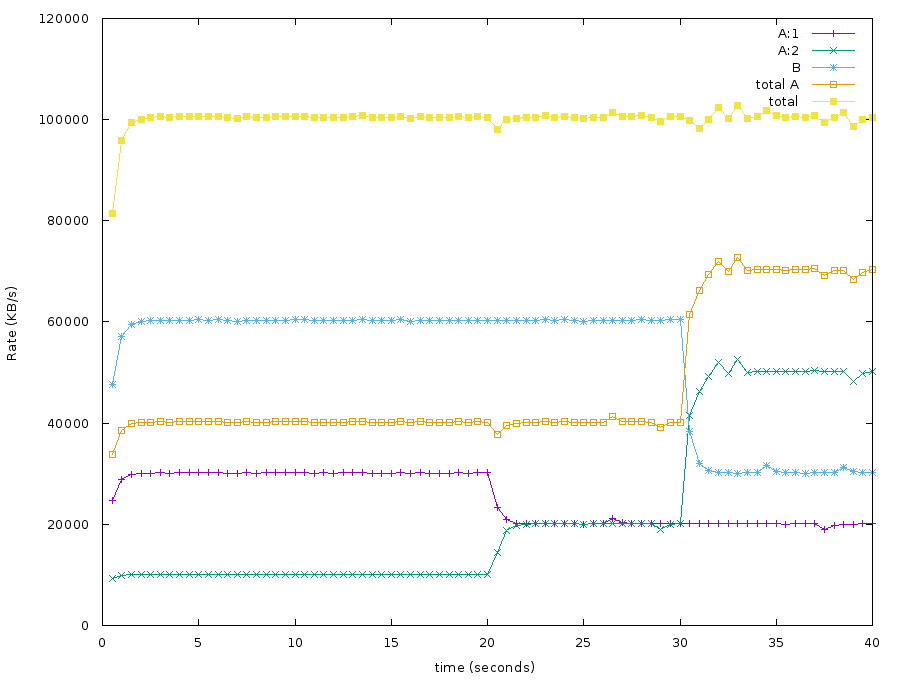 120000
100000
80000
60000
40000
20000
0
Rate (KB/s)
A:1
A:2
B
total A
total
0 5 10 15 20 25 30 35 40
time (seconds)